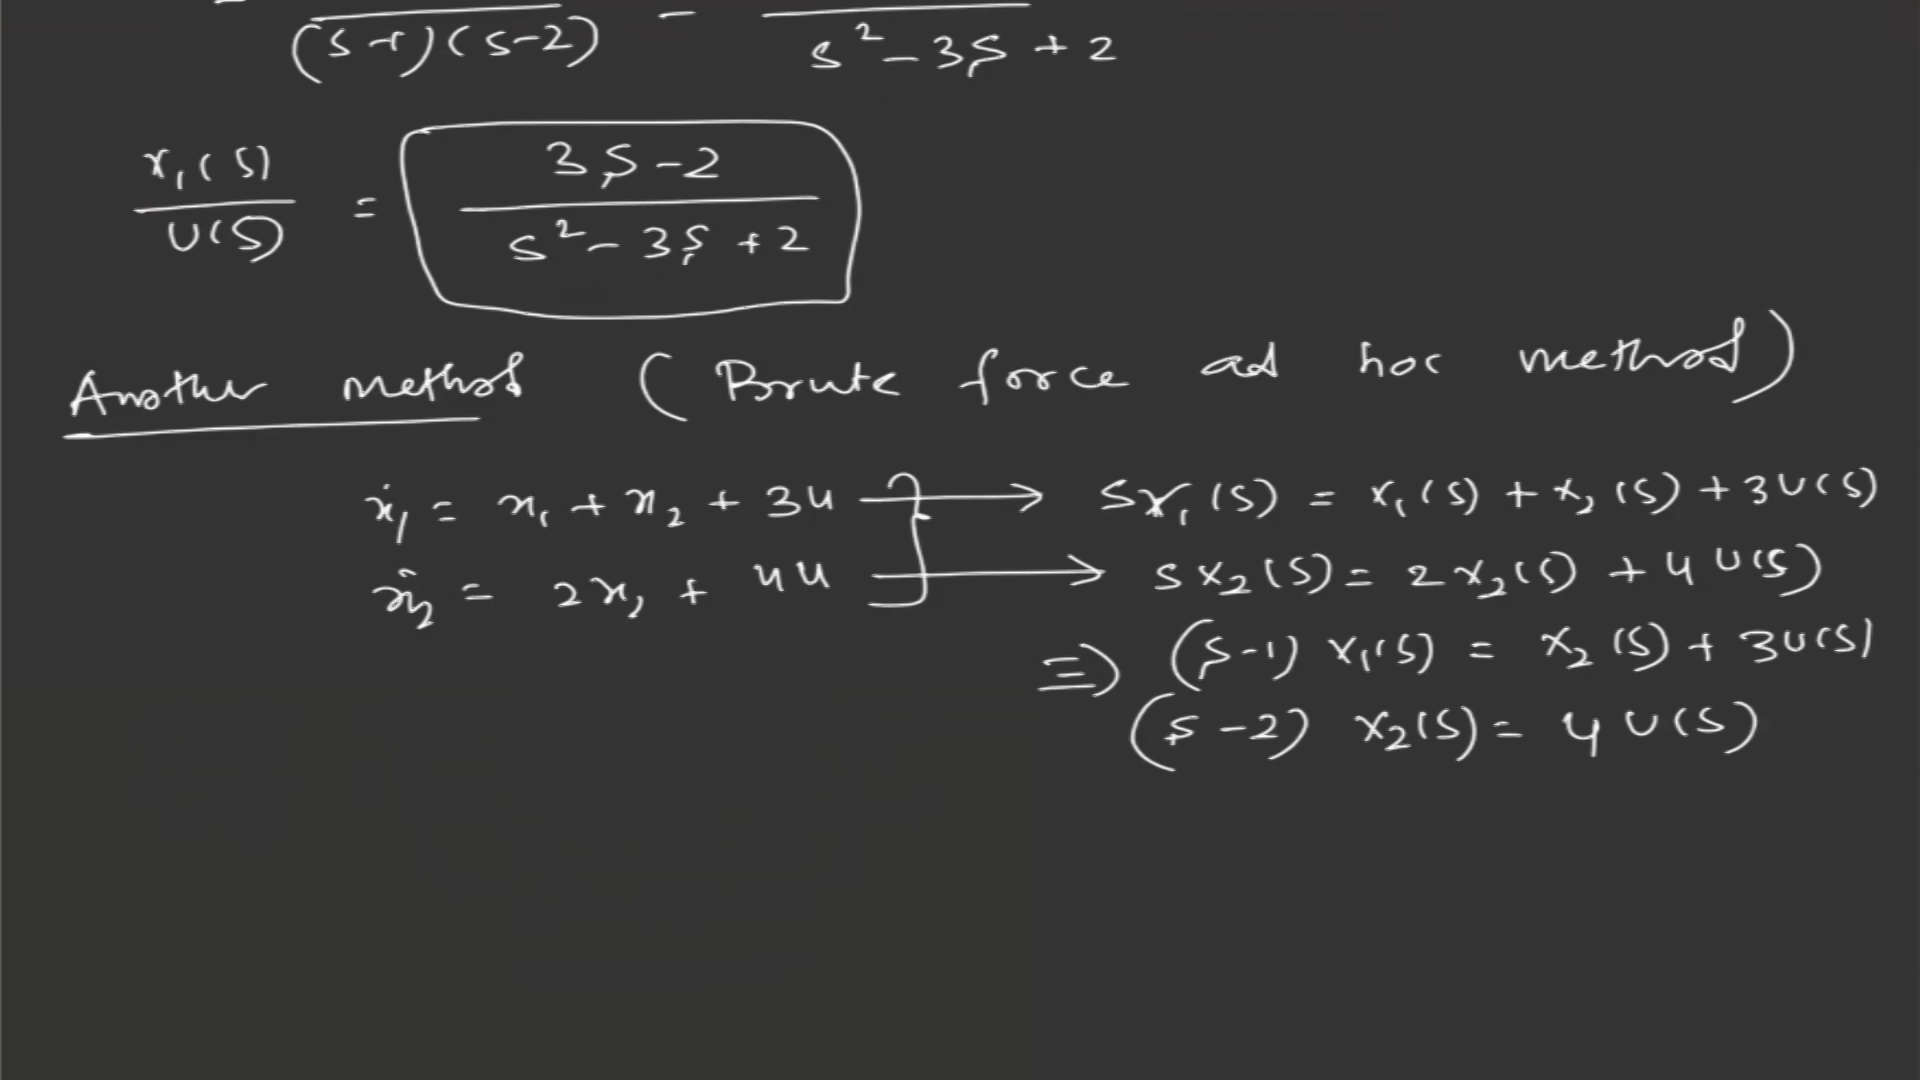 (s-1)(s-2) - s²-3s+2
x₁(s)/U(s) = (3s-2)/(s²-3s+2)
Another method (Brute force ad hoc method)
ẋ₁ = x₁ + x₂ + 3u → sx₁(s) = x₁(s) + x₂(s) + 3U(s)
ẋ₂ = 2x₂ + 4u → sx₂(s) = 2x₂(s) + 4U(s)
⇒ (s-1) x₁(s) = x₂(s) + 3U(s)
(s-2) x₂(s) = 4U(s)